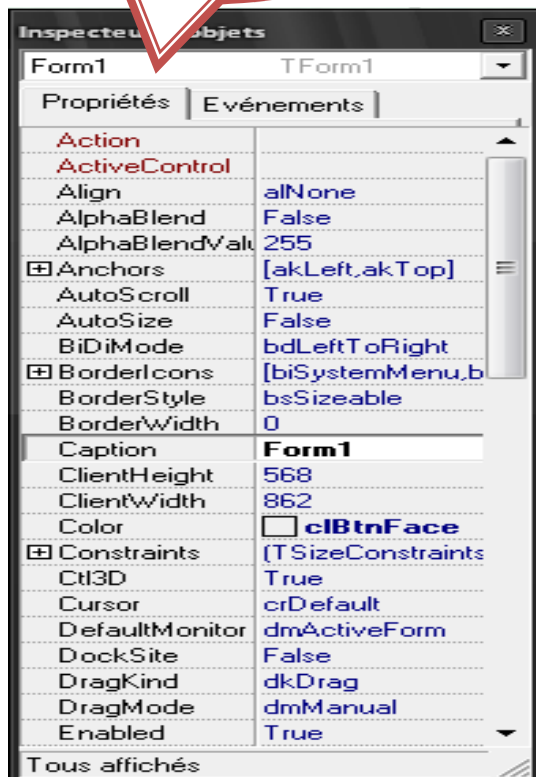 Inspecteu objets
Form1 TForm1
Propriétés Evénements
Action
ActiveControl
Align alNone
AlphaBlend False
AlphaBlendValu 255
Anchors [akLeft,akTop]
AutoScroll True
AutoSize False
BiDiMode bdLeftToRight
BorderIcons [biSystemMenu,b
BorderStyle bsSizeable
BorderWidth 0
Caption Form1
ClientHeight 568
ClientWidth 862
Color clBtnFace
Constraints (TSizeConstraints
Ctl3D True
Cursor crDefault
DefaultMonitor dmActiveForm
DockSite False
DragKind dkDrag
DragMode dmManual
Enabled True
Tous affichés